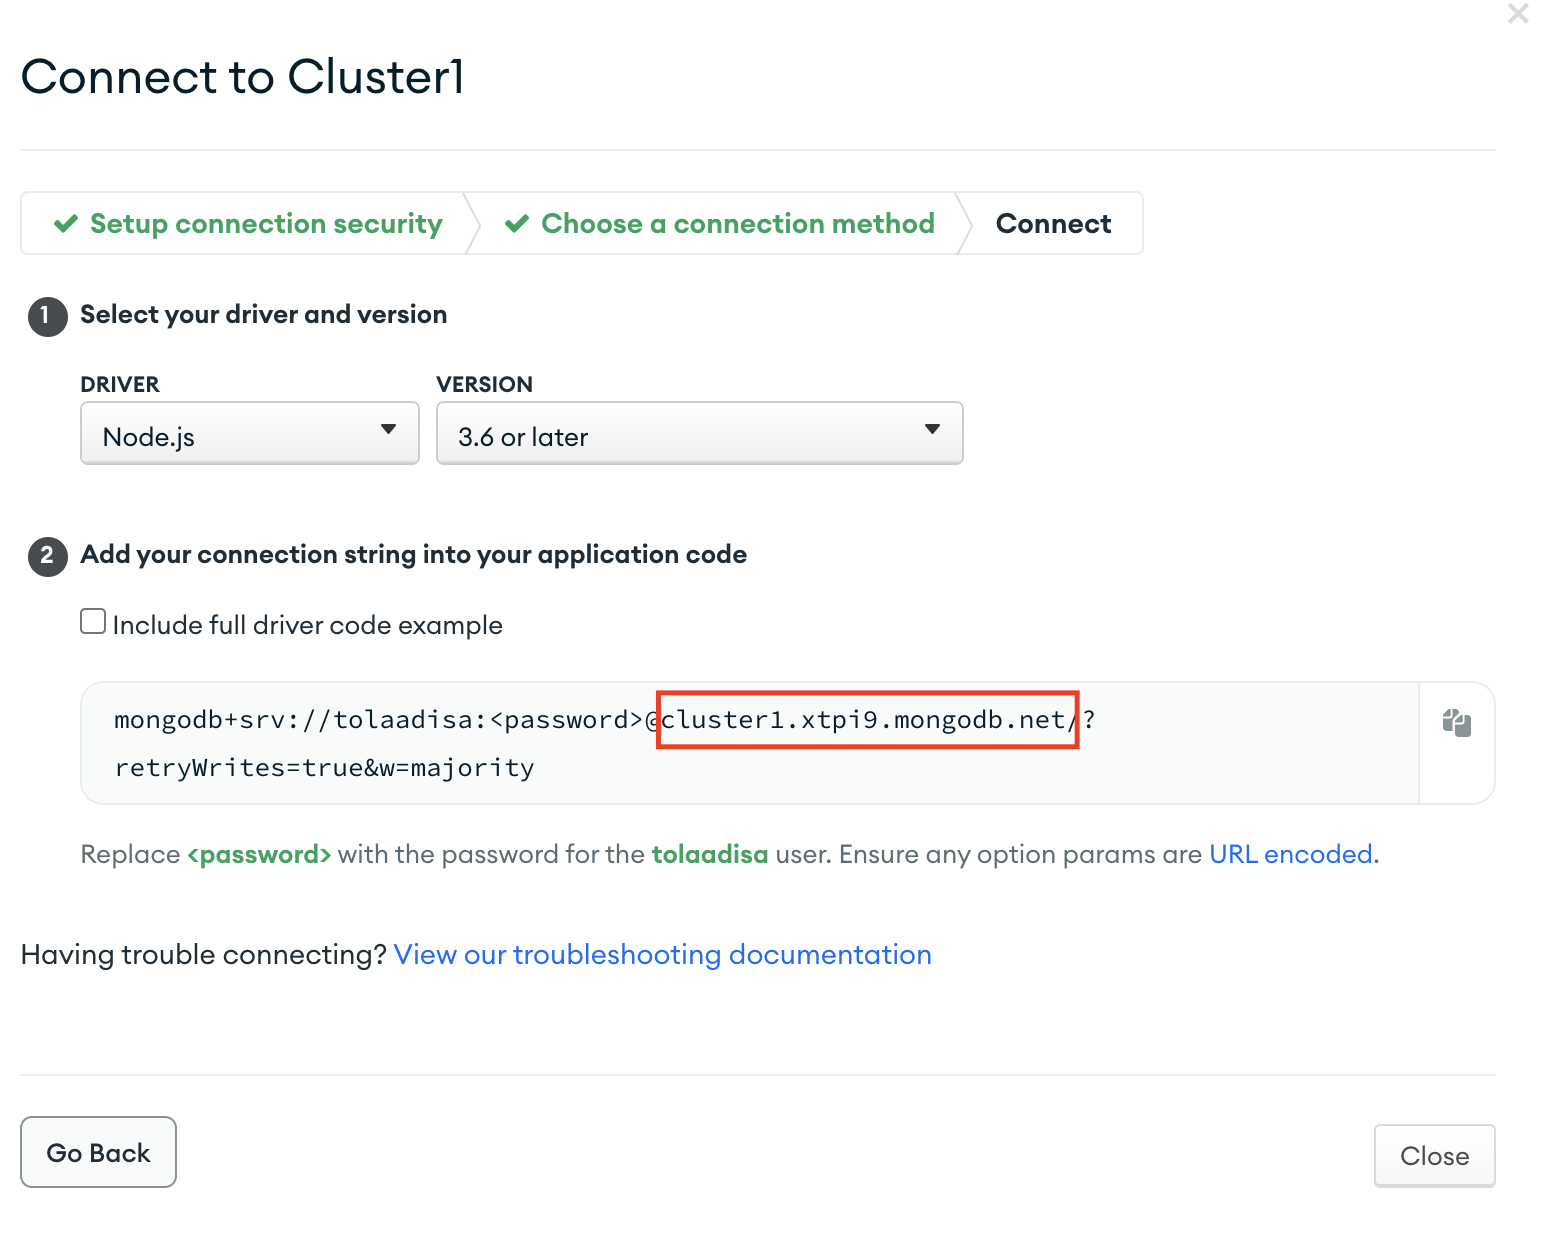 Connect to Cluster1
Setup connection security
Choose a connection method
Connect
1
Select your driver and version
DRIVER
VERSION
Node.js
3.6 or later
2
Add your connection string into your application code
Include full driver code example
mongodb+srv://tolaadisa:<password>@cluster1.xtpi9.mongodb.net/?
retryWrites=true&w=majority
Replace <password> with the password for the tolaadisa user. Ensure any option params are URL encoded.
Having trouble connecting? View our troubleshooting documentation
Go Back
Close